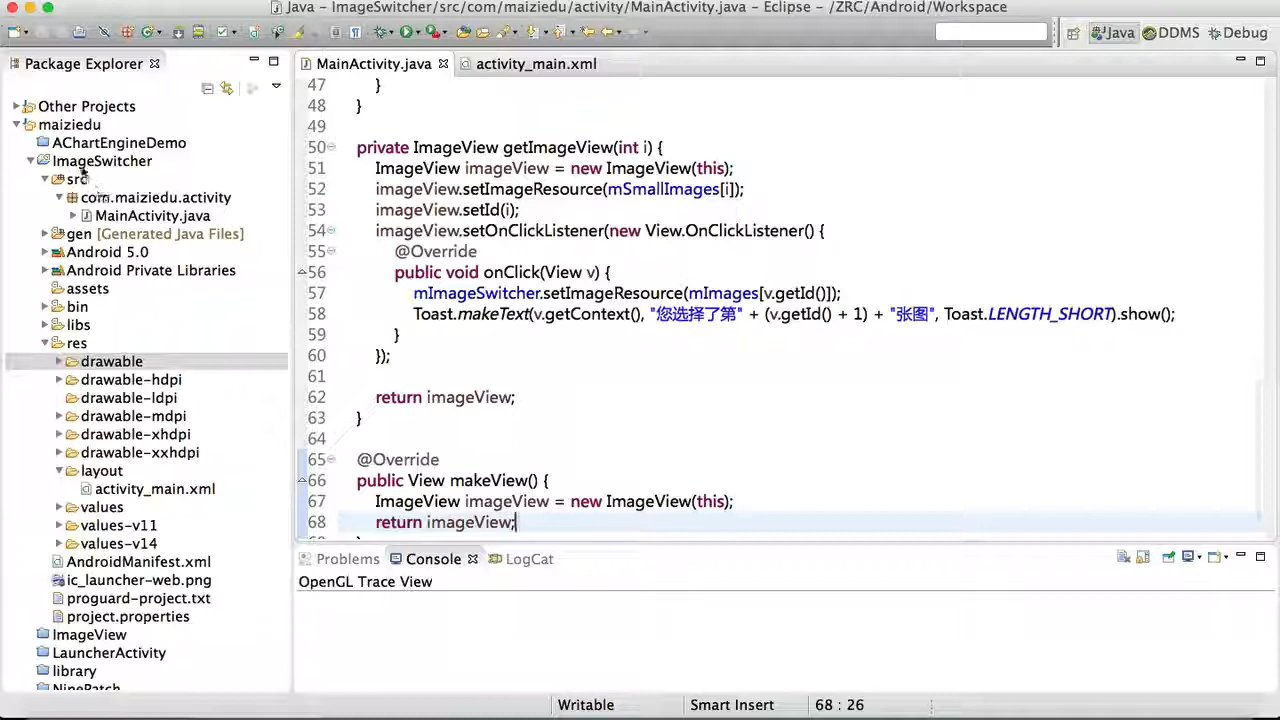 Java – ImageSwitcher/src/com/maiziedu/activity/MainActivity.java – Eclipse – /ZRC/Android/Workspace
Java
DDMS
Debug
Package Explorer
Other Projects
maiziedu
AChartEngineDemo
ImageSwitcher
src
com.maiziedu.activity
MainActivity.java
gen [Generated Java Files]
Android 5.0
Android Private Libraries
assets
bin
libs
res
drawable
drawable-hdpi
drawable-ldpi
drawable-mdpi
drawable-xhdpi
drawable-xxhdpi
layout
activity_main.xml
values
values-v11
values-v14
AndroidManifest.xml
ic_launcher-web.png
proguard-project.txt
project.properties
ImageView
LauncherActivity
library
NinePatch
MainActivity.java
activity_main.xml
47 }
48 }
49
50 private ImageView getImageView(int i) {
51 ImageView imageView = new ImageView(this);
52 imageView.setImageResource(mSmallImages[i]);
53 imageView.setId(i);
54 imageView.setOnClickListener(new View.OnClickListener() {
55 @Override
56 public void onClick(View v) {
57 mImageSwitcher.setImageResource(mImages[v.getId()]);
58 Toast.makeText(v.getContext(), "您选择了第" + (v.getId() + 1) + "张图", Toast.LENGTH_SHORT).show();
59 }
60 });
61
62 return imageView;
63 }
64
65 @Override
66 public View makeView() {
67 ImageView imageView = new ImageView(this);
68 return imageView;
Problems
Console
LogCat
OpenGL Trace View
Writable
Smart Insert
68 : 26